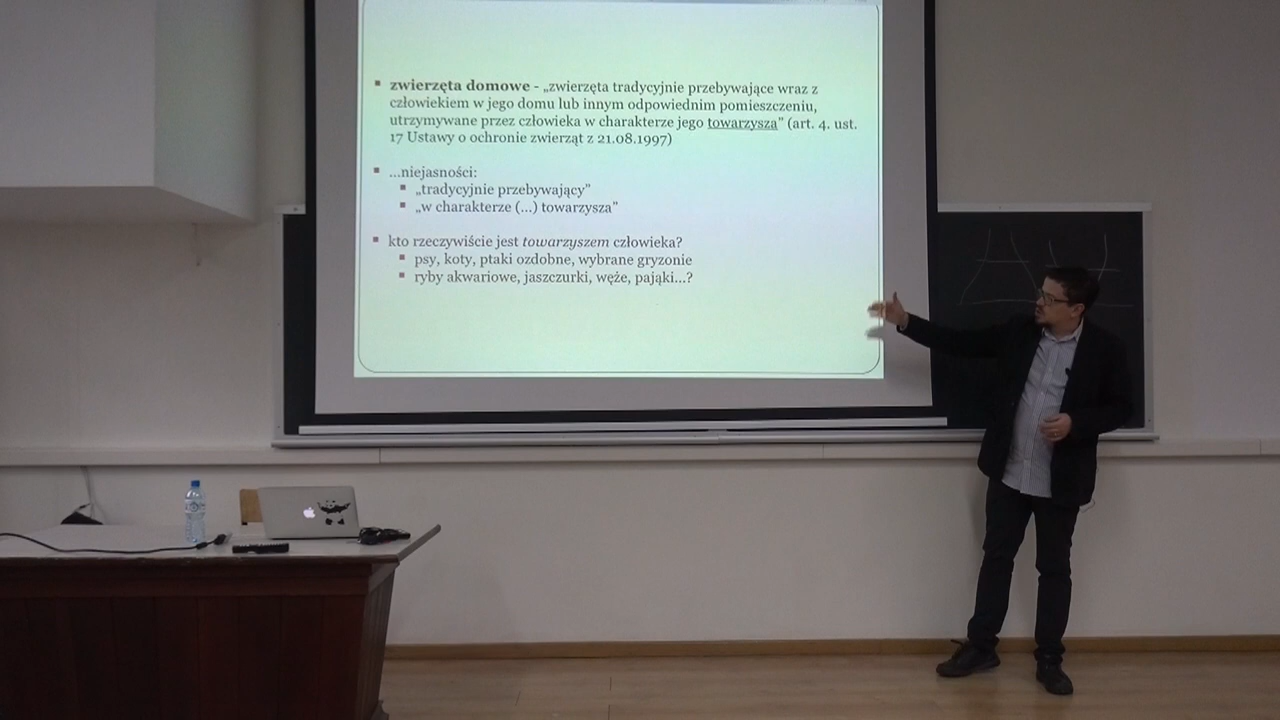 ▪ zwierzęta domowe - „zwierzęta tradycyjnie przebywające wraz z
człowiekiem w jego domu lub innym odpowiednim pomieszczeniu,
utrzymywane przez człowieka w charakterze jego towarzysza” (art. 4. ust.
17 Ustawy o ochronie zwierząt z 21.08.1997)
▪ ...niejasności:
▪ „tradycyjnie przebywający”
▪ „w charakterze (...) towarzysza”
▪ kto rzeczywiście jest towarzyszem człowieka?
▪ psy, koty, ptaki ozdobne, wybrane gryzonie
▪ ryby akwariowe, jaszczurki, węże, pająki...?